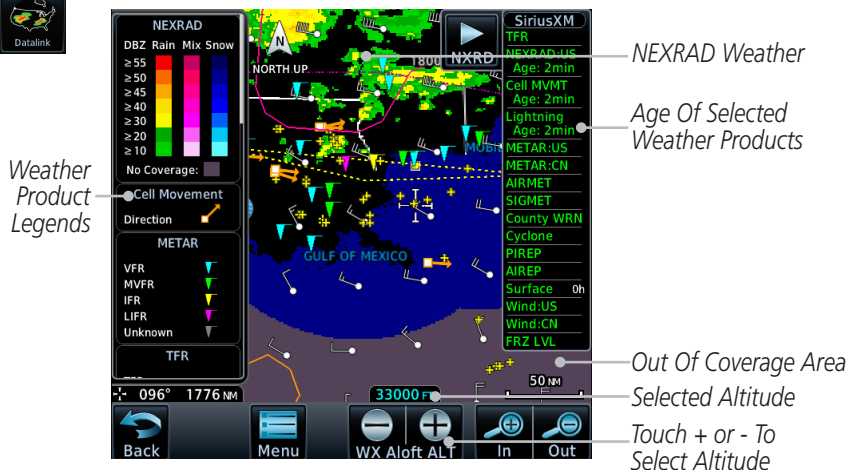 Datalink
NEXRAD
DBZ Rain Mix Snow
≥55
≥50
≥45
≥40
≥30
≥20
≥10
No Coverage:
Cell Movement
Direction
METAR
VFR
MVFR
IFR
LIFR
Unknown
TFR
N
NORTH UP
1800
NXRD
GULF OF MEXICO
SiriusXM
TFR
NEXRAD:US
Age: 2min
Cell MVMT
Age: 2min
Lightning
Age: 2min
METAR:US
METAR:CN
AIRMET
SIGMET
County WRN
Cyclone
PIREP
AIREP
Surface 0h
Wind:US
Wind:CN
FRZ LVL
50 NM
096° 1776 NM
33000 FT
Back
Menu
WX Aloft ALT
In
Out
Weather
Product
Legends
NEXRAD Weather
Age Of Selected
Weather Products
Out Of Coverage Area
Selected Altitude
Touch + or - To
Select Altitude